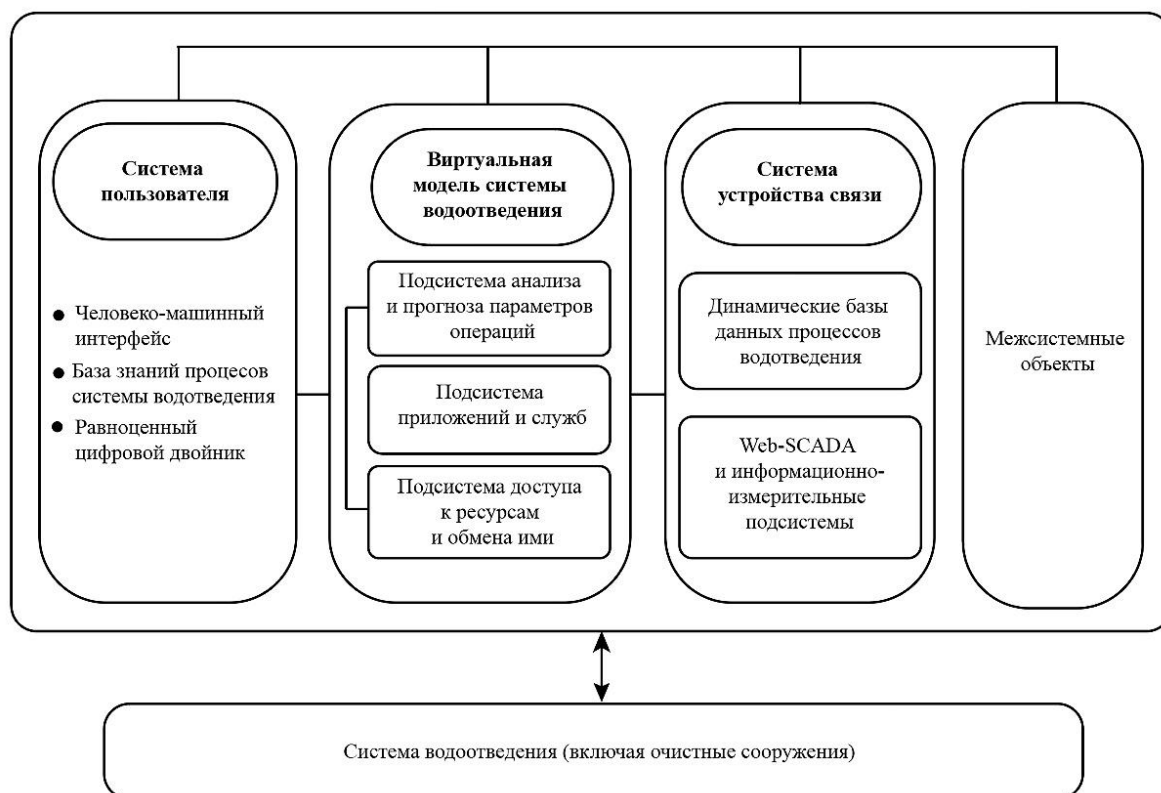 Система
пользователя
Человеко-машинный
интерфейс
База знаний процесов
системы водотведения
Равноценный
цифровой двойник
Виртуальная
модель системы
водоотведения
Подсистема анализа
и прогноза параметров
операций
Подсистема
приложений и служб
Подсистема доступа
к ресурсам
и обмена ими
Система
устройства связи
Динамические базы
данных процессов
водотведения
Web-SCADA
и информационно-
измерительные
подсистемы
Межсистемные
объекты
Система водоотведения (включая очистные сооружения)